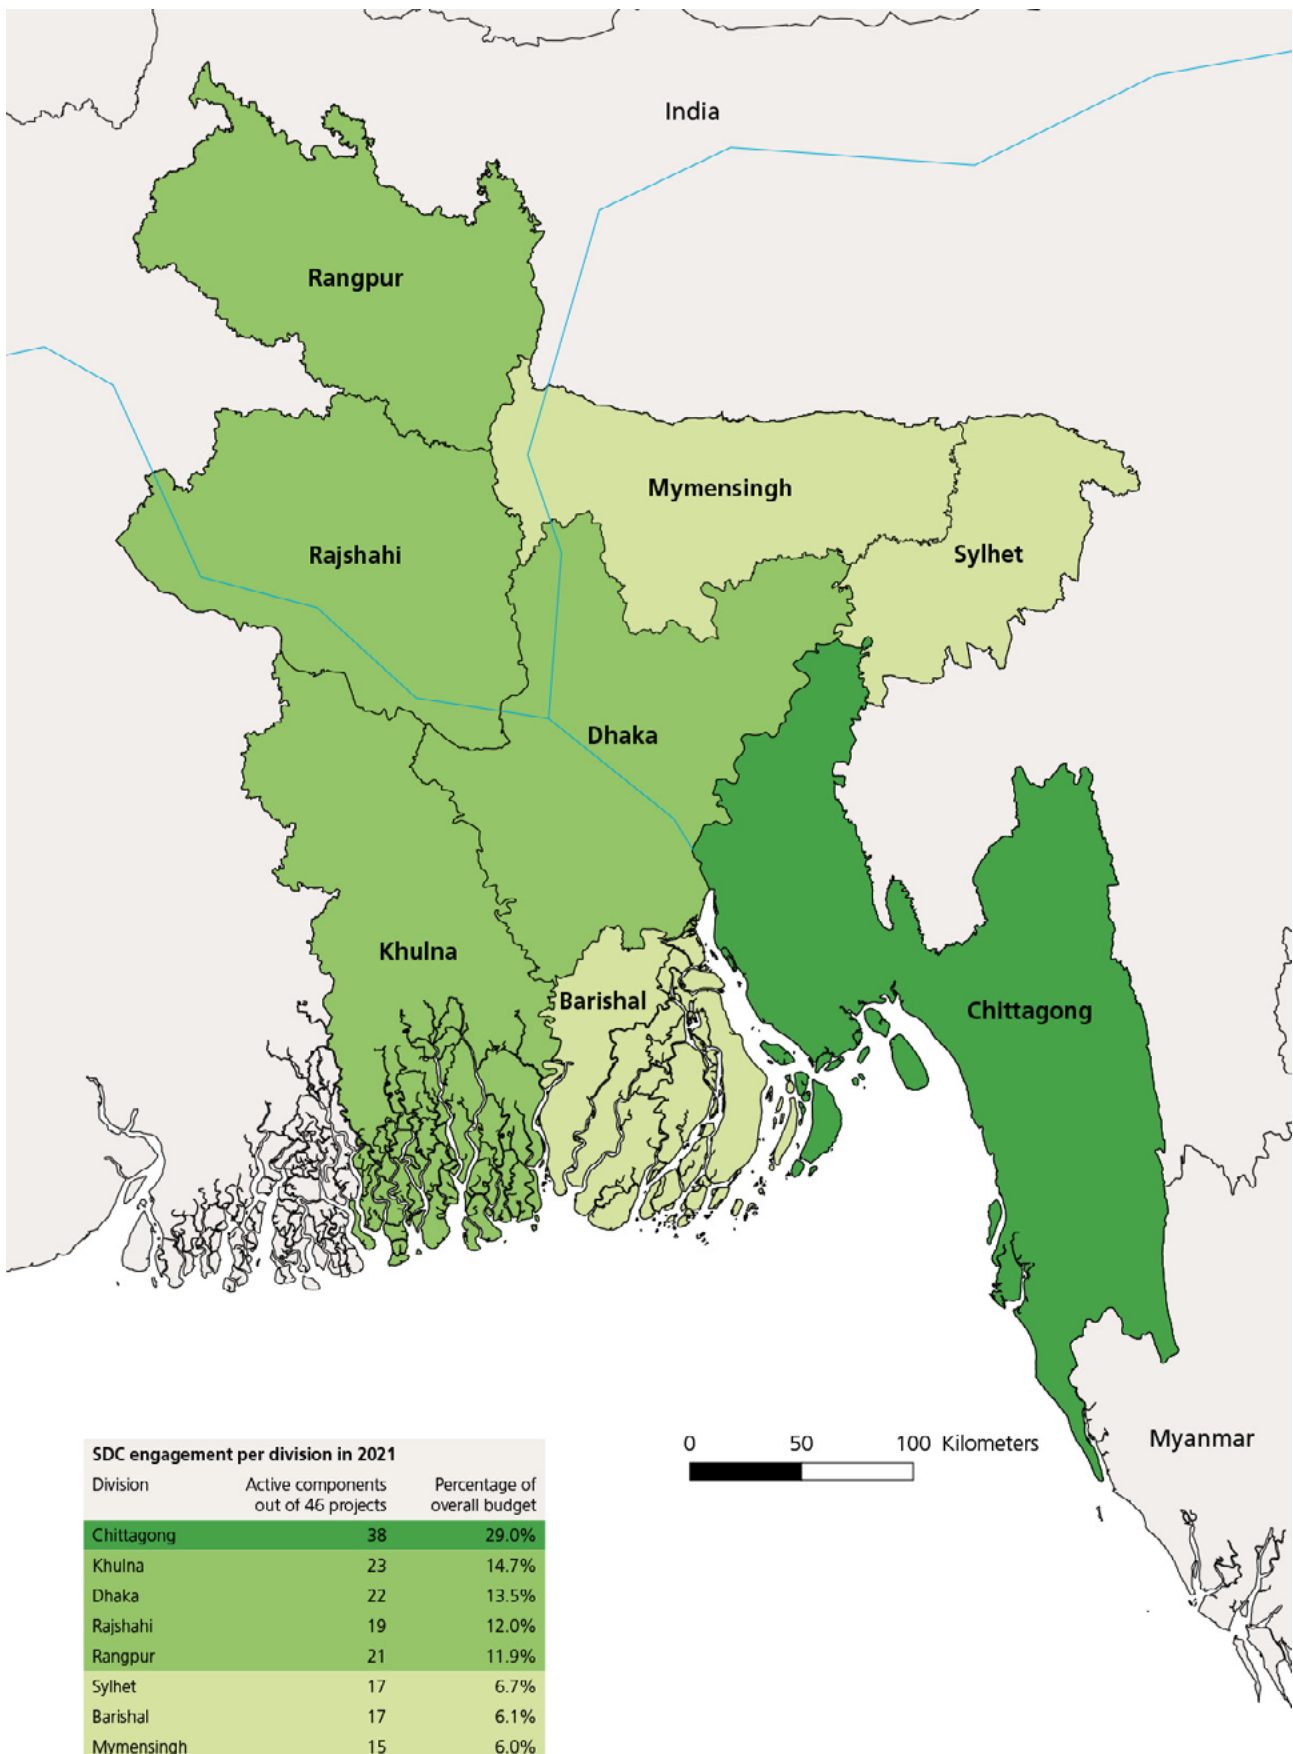 India
Rangpur
Mymensingh
Rajshahi
Sylhet
Dhaka
Khulna
Barishal
Chittagong
0 50 100 Kilometers
Myanmar
SDC engagement per division in 2021
Division Active components Percentage of
out of 46 projects overall budget
Chittagong 38 29.0%
Khulna 23 14.7%
Dhaka 22 13.5%
Rajshahi 19 12.0%
Rangpur 21 11.9%
Sylhet 17 6.7%
Barishal 17 6.1%
Mymensingh 15 6.0%